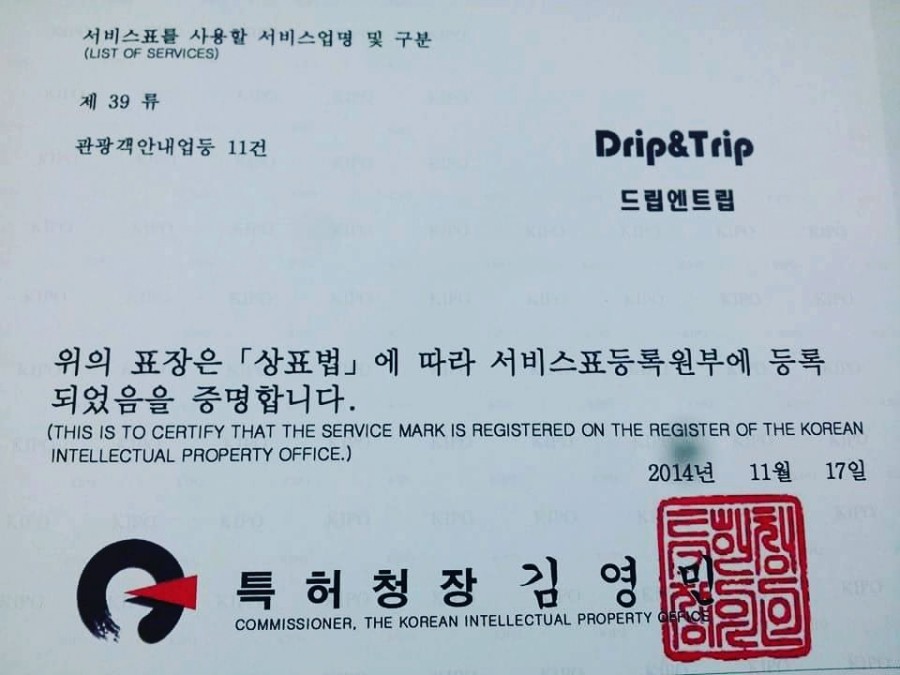 서비스표를 사용할 서비스업명 및 구분
(LIST OF SERVICES)
제 39 류
관광객안내업등 11건
Drip&Trip
드립엔트립
위의 표장은「상표법」에 따라 서비스표등록원부에 등록
되었음을 증명합니다.
(THIS IS TO CERTIFY THAT THE SERVICE MARK IS REGISTERED ON THE REGISTER OF THE KOREAN
INTELLECTUAL PROPERTY OFFICE.)
2014년 11월 17일
특허청장 김영민
COMMISSIONER, THE KOREAN INTELLECTUAL PROPERTY OFFICE